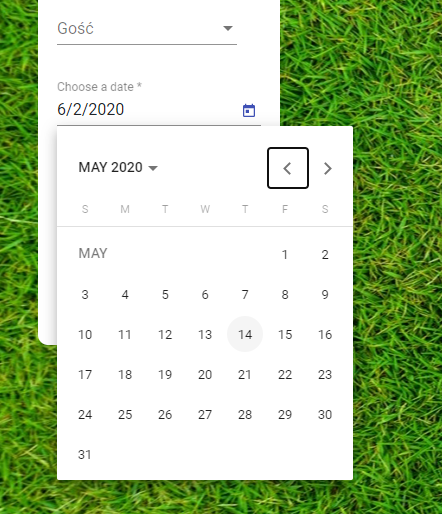 Gość
Choose a date *
6/2/2020
MAY 2020
S M T W T F S
MAY 1 2
3 4 5 6 7 8 9
10 11 12 13 14 15 16
17 18 19 20 21 22 23
24 25 26 27 28 29 30
31